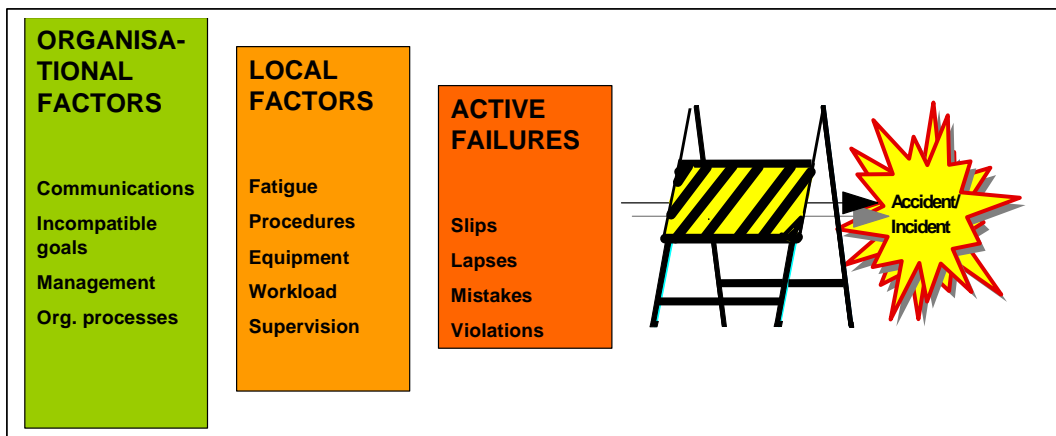 ORGANISA-
TIONAL
FACTORS
Communications
Incompatible
goals
Management
Org. processes
LOCAL
FACTORS
Fatigue
Procedures
Equipment
Workload
Supervision
ACTIVE
FAILURES
Slips
Lapses
Mistakes
Violations
Accident/
Incident